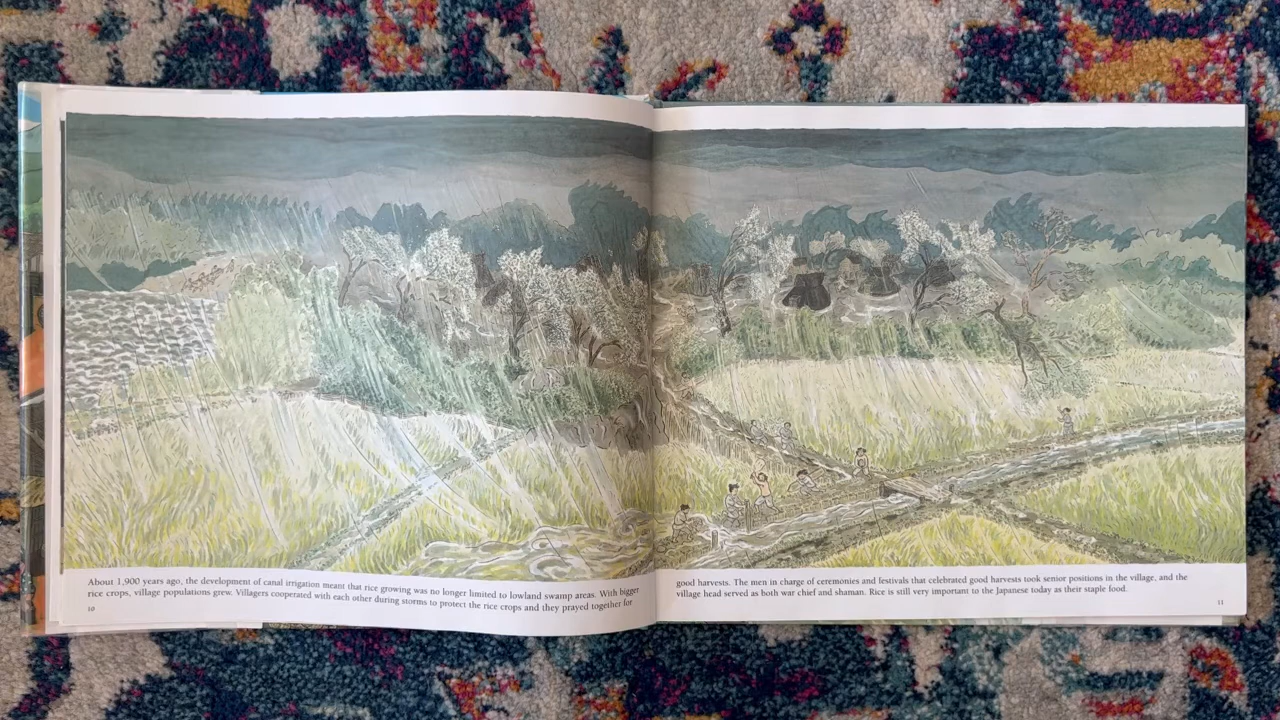 About 1,900 years ago, the development of canal irrigation meant that rice growing was no longer limited to lowland swamp areas. With bigger
rice crops, village populations grew. Villagers cooperated with each other during storms to protect the rice crops and they prayed together for
10
good harvests. The men in charge of ceremonies and festivals that celebrated good harvests took senior positions in the village, and the
village head served as both war chief and shaman. Rice is still very important to the Japanese today as their staple food.
11